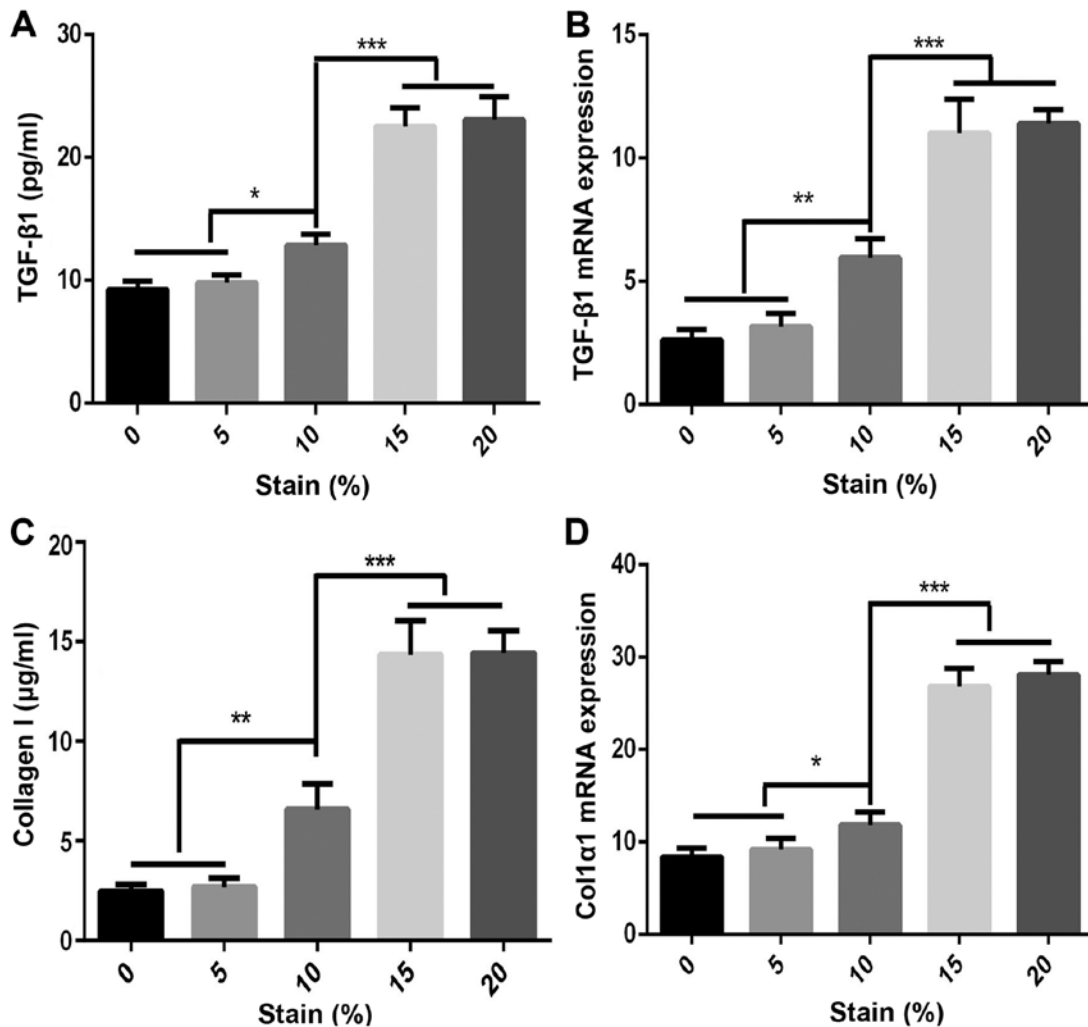 A
TGF-β1 (pg/ml)
30
20
10
0
*
***
0 5 10 15 20
Stain (%)
B
TGF-β1 mRNA expression
15
10
5
0
**
***
0 5 10 15 20
Stain (%)
C
Collagen I (μg/ml)
20
15
10
5
0
**
***
0 5 10 15 20
Stain (%)
D
Col1α1 mRNA expression
40
30
20
10
0
*
***
0 5 10 15 20
Stain (%)